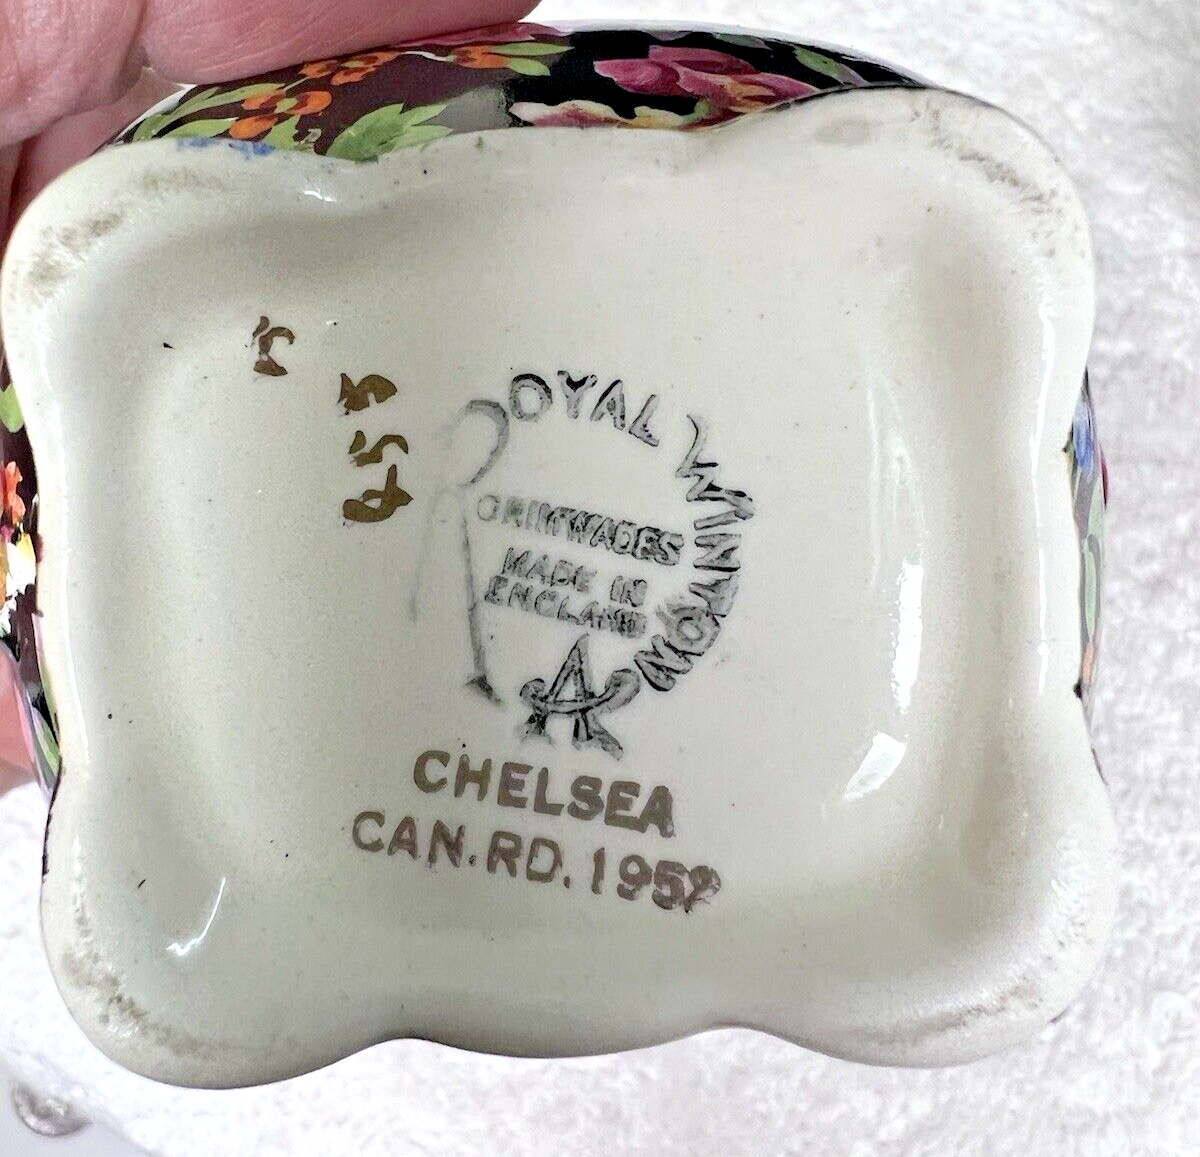 ROYAL WINTON
GRIMWADES
MADE IN
ENGLAND
CHELSEA
CAN. RD. 1952